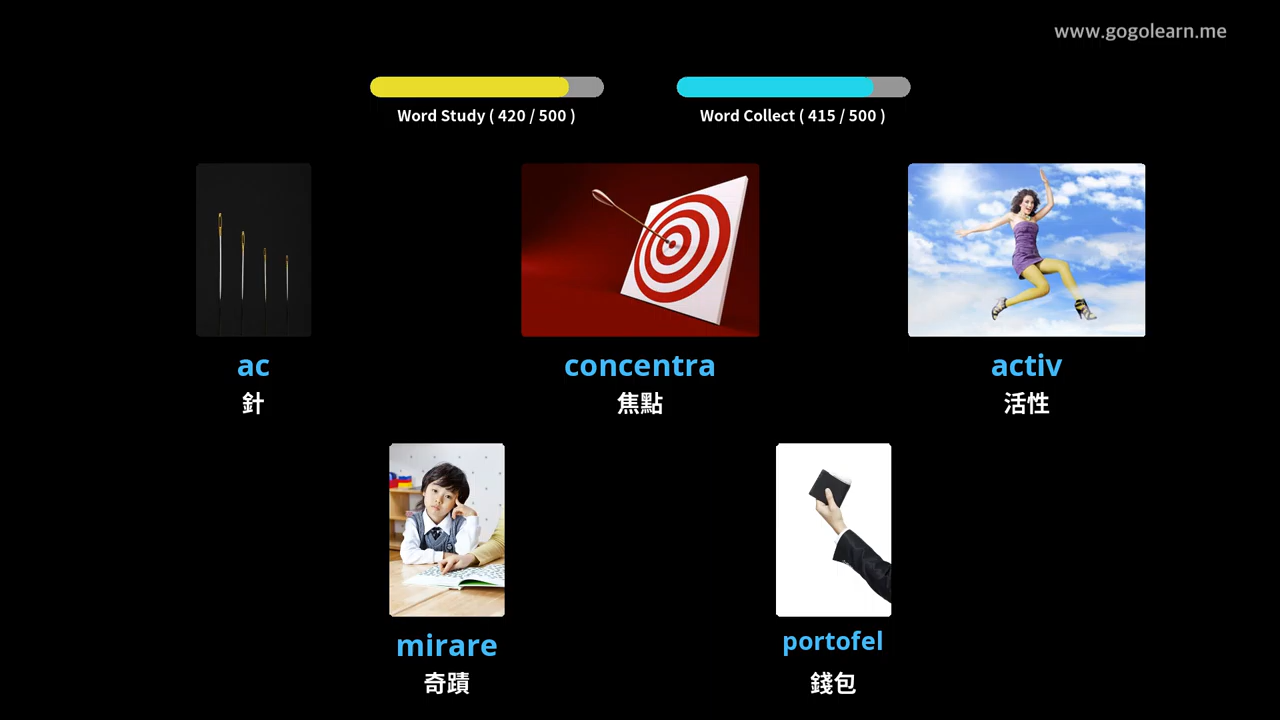 www.gogolearn.me
Word Study ( 420 / 500 )
Word Collect ( 415 / 500 )
ac
針
concentra
焦點
activ
活性
mirare
奇蹟
portofel
錢包